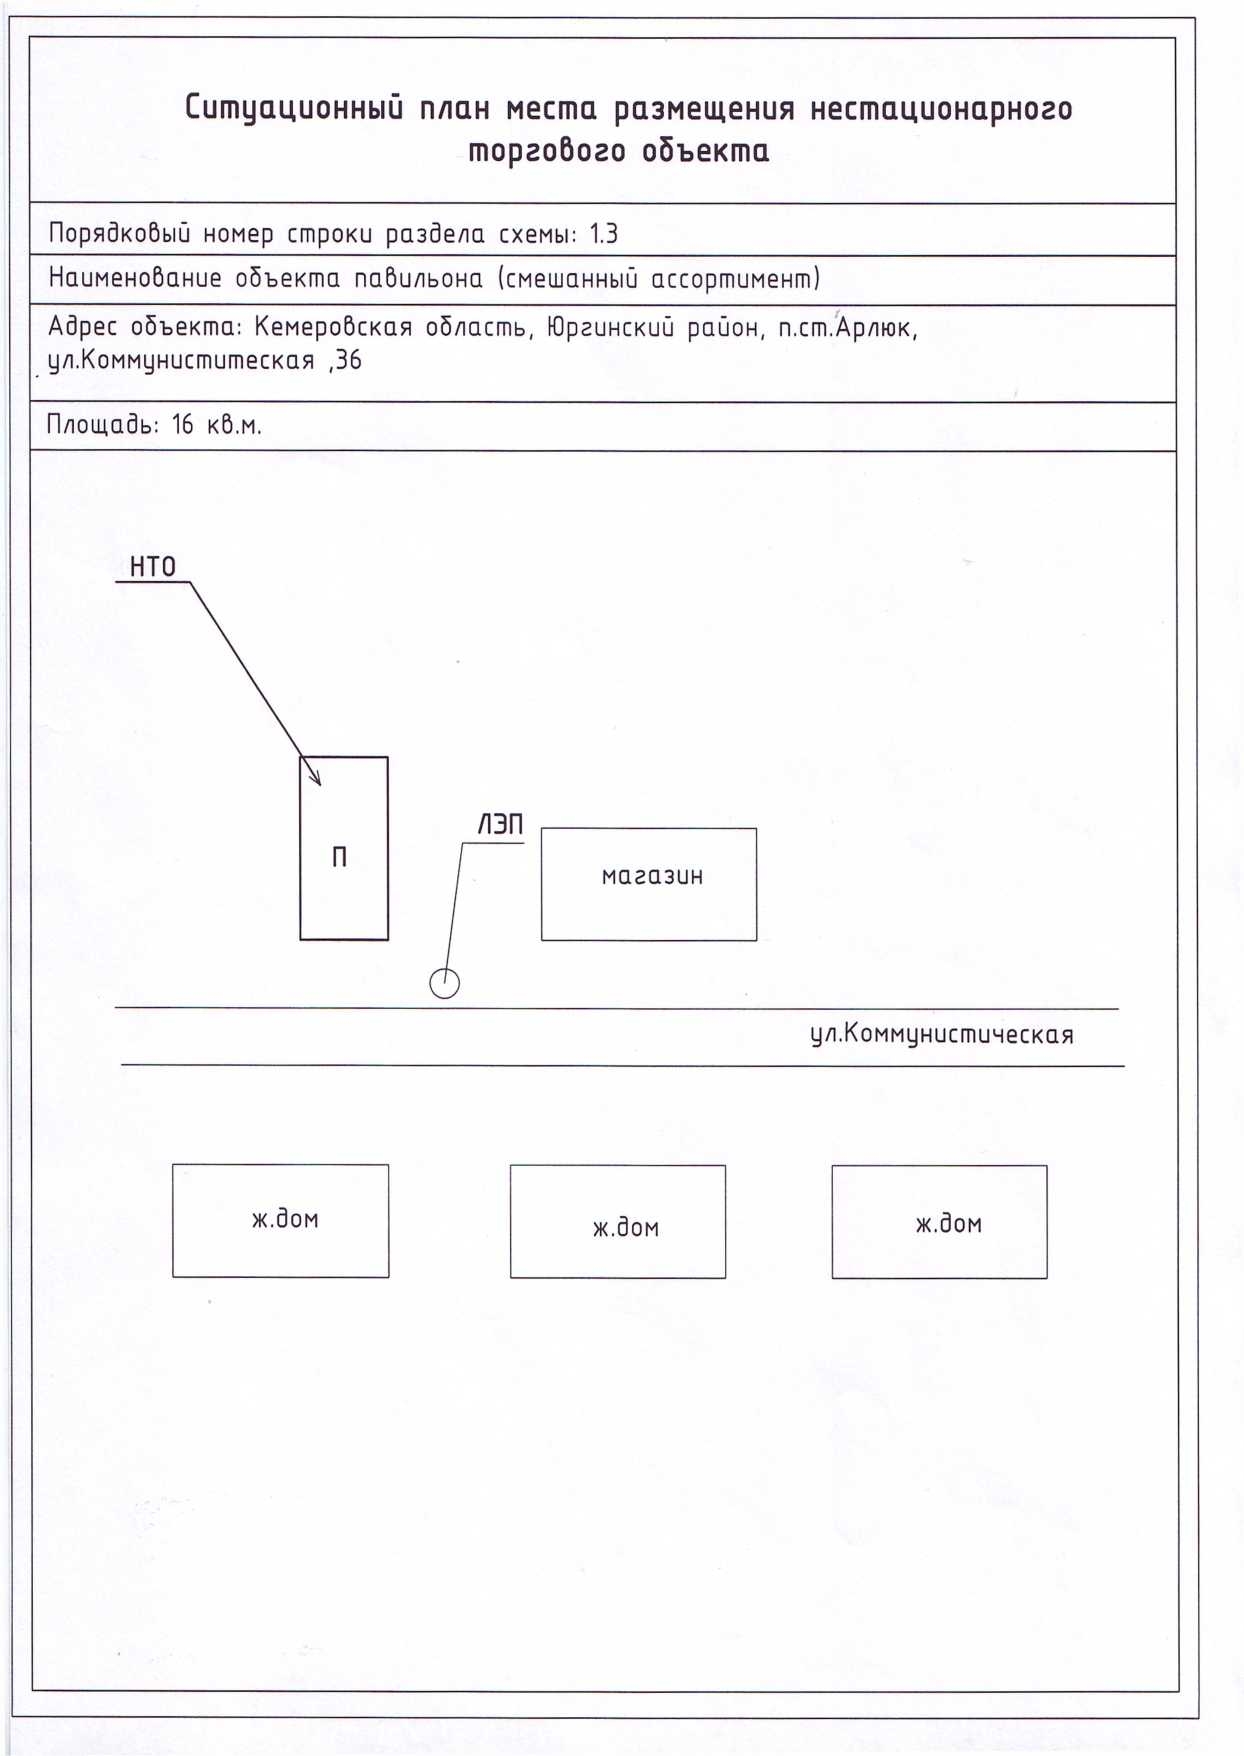 Ситуационный план места размещения нестационарного
торгового объекта
Порядковый номер строки раздела схемы: 1.3
Наименование объекта павильона (смешанный ассортимент)
Адрес объекта: Кемеровская область, Юргинский район, п.ст.Арлюк,
ул.Коммуниститеская ,36
Площадь: 16 кв.м.
НТО
ЛЭП
П
магазин
ул.Коммунистическая
ж.дом
ж.дом
ж.дом